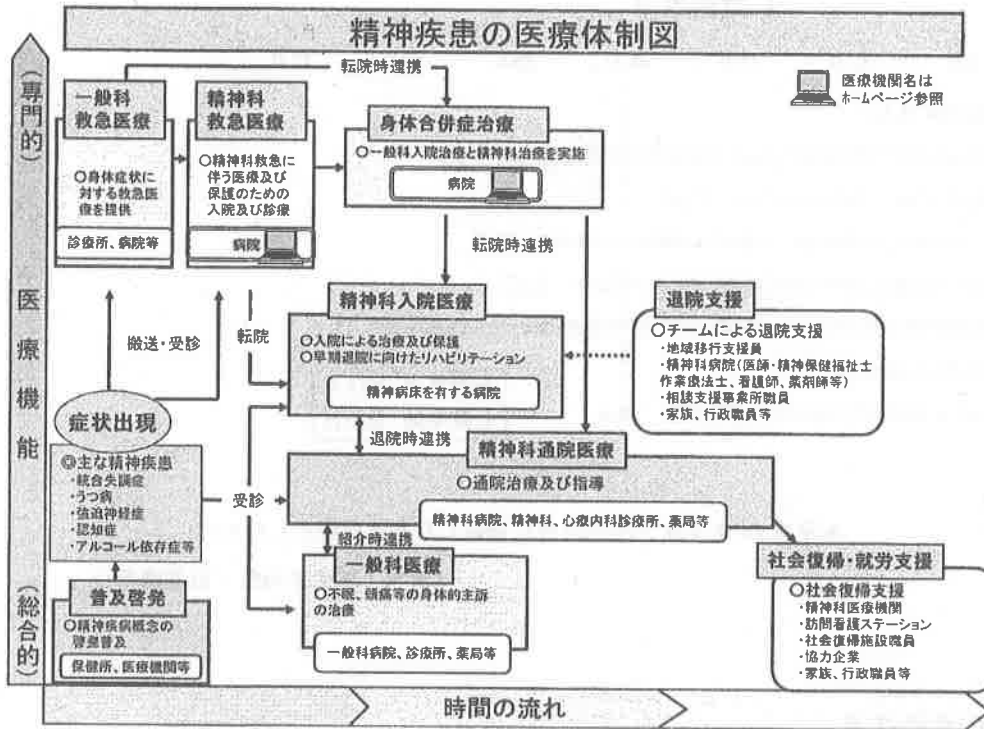 精神疾患の医療体制図
(専門的)
医療機能
(総合的)
転院時連携
医療機関名は
ホームページ参照
一般科
救急医療
○身体症状に
対する救急医
療を提供
診療所、病院等
精神科
救急医療
○精神科救急に
伴う医療及び
保護のための
入院及び診療
病院
身体合併症治療
○一般科入院治療と精神科治療を実施
病院
転院時連携
搬送・受診
転院
精神科入院医療
○入院による治療及び保護
○早期退院に向けたリハビリテーション
精神病床を有する病院
退院支援
○チームによる退院支援
・地域移行支援員
・精神科病院(医師・精神保健福祉士
作業療法士、看護師、薬剤師等)
・相談支援事業所職員
・家族、行政職員等
症状出現
◎主な精神疾患
・統合失調症
・うつ病
・強迫神経症
・認知症
・アルコール依存症等
受診
退院時連携
精神科通院医療
○通院治療及び指導
精神科病院、精神科、心療内科診療所、薬局等
紹介時連携
一般科医療
○不眠、頭痛等の身体的主訴
の治療
一般科病院、診療所、薬局等
普及啓発
○精神疾病概念の
啓発普及
保健所、医療機関等
社会復帰・就労支援
○社会復帰支援
・精神科医療機関
・訪問看護ステーション
・社会復帰施設職員
・協力企業
・家族、行政職員等
時間の流れ